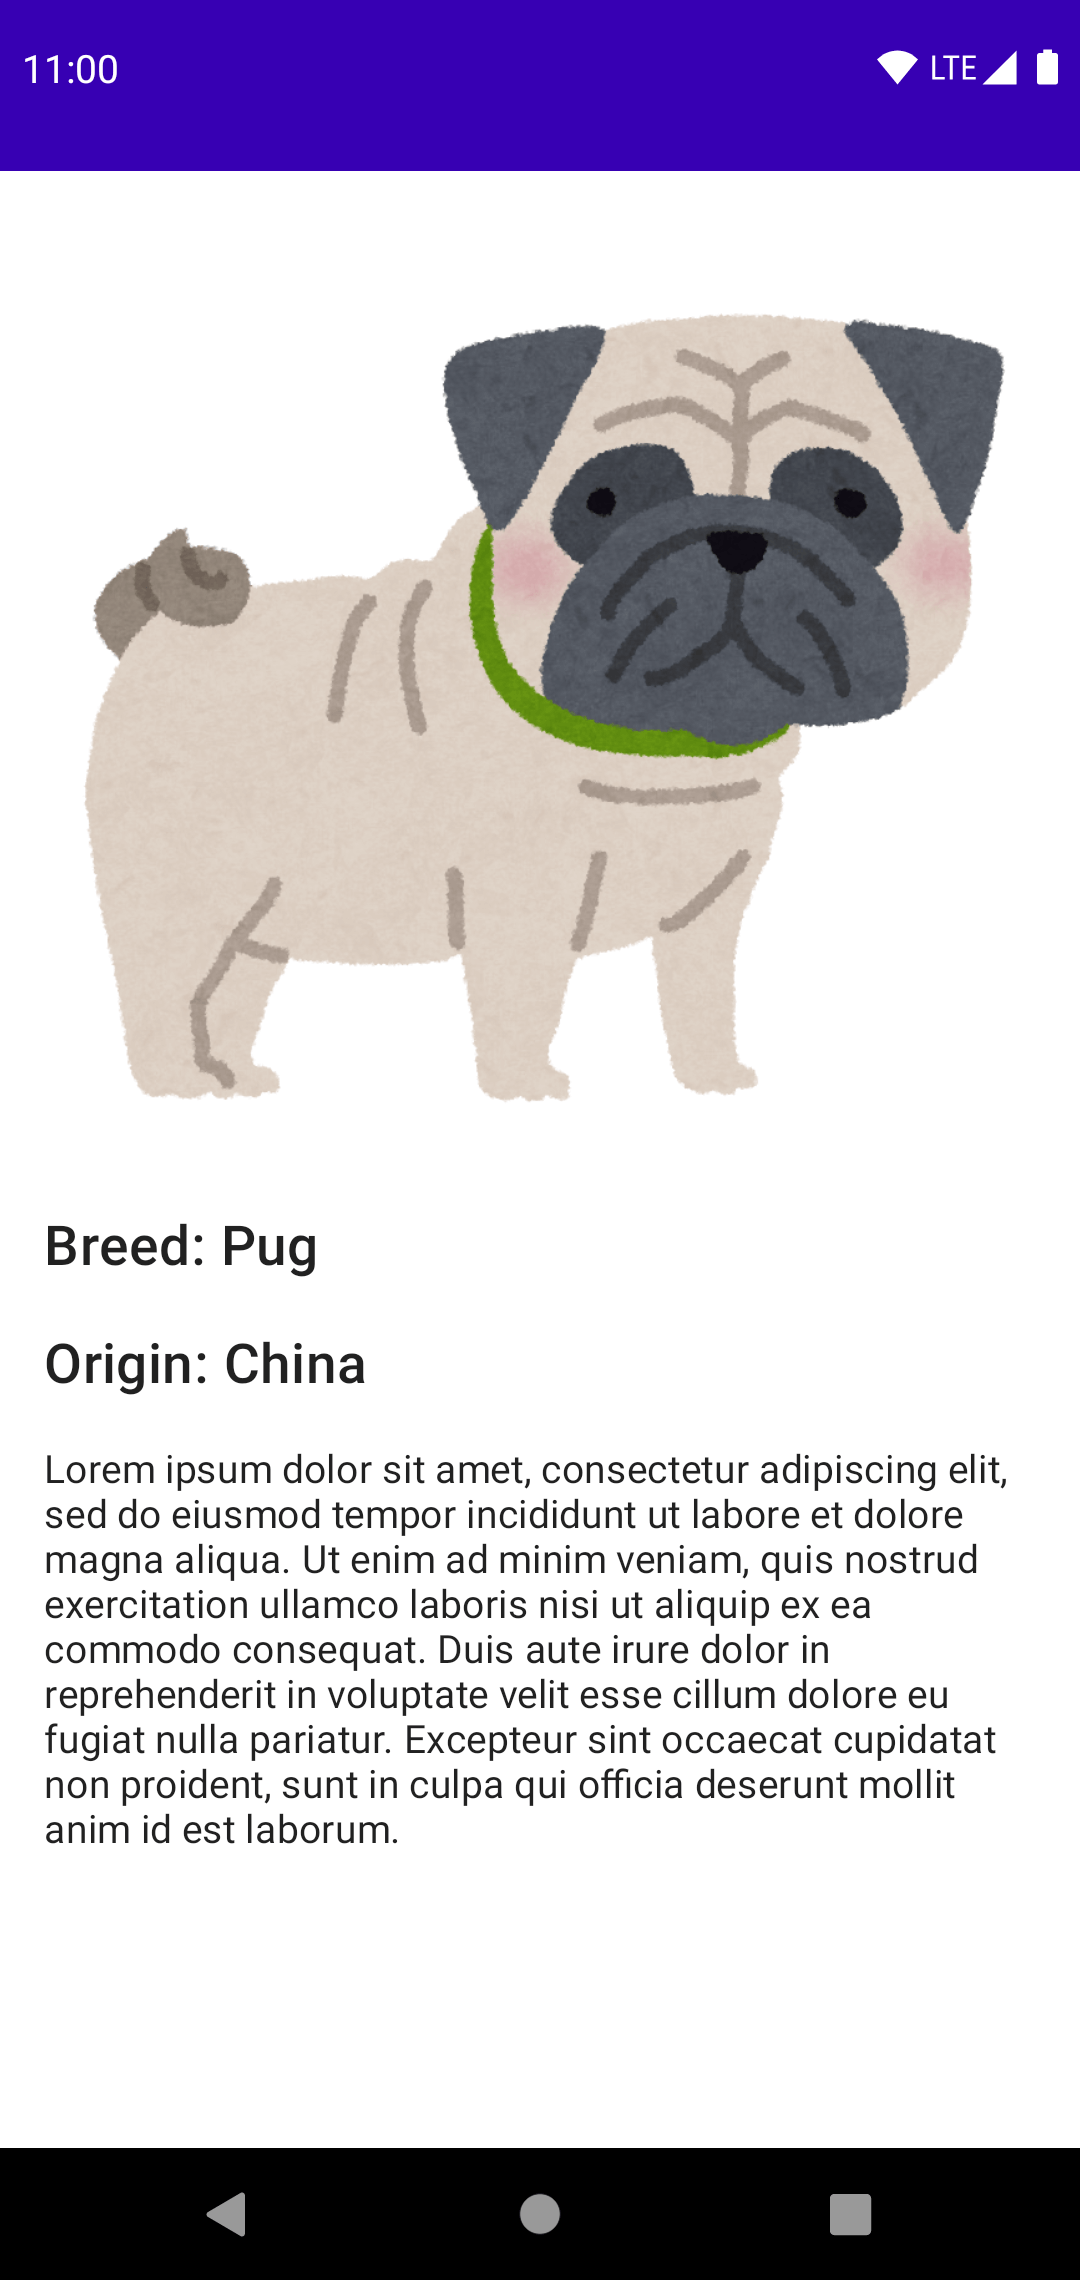 11:00
LTE
Breed: Pug
Origin: China
Lorem ipsum dolor sit amet, consectetur adipiscing elit,
sed do eiusmod tempor incididunt ut labore et dolore
magna aliqua. Ut enim ad minim veniam, quis nostrud
exercitation ullamco laboris nisi ut aliquip ex ea
commodo consequat. Duis aute irure dolor in
reprehenderit in voluptate velit esse cillum dolore eu
fugiat nulla pariatur. Excepteur sint occaecat cupidatat
non proident, sunt in culpa qui officia deserunt mollit
anim id est laborum.